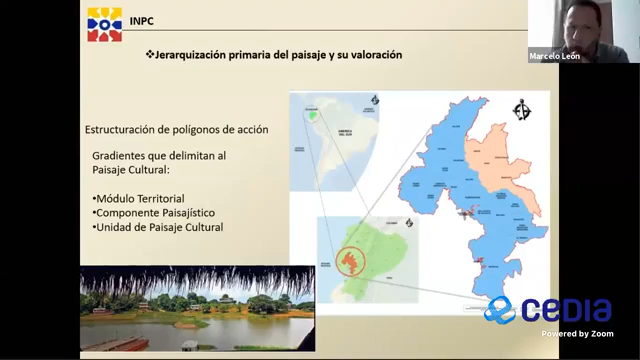 INPC
❖Jerarquización primaria del paisaje y su valoración
Marcelo León
Estructuración de polígonos de acción
Gradientes que delimitan al
Paisaje Cultural:
•Módulo Territorial
•Componente Paisajístico
•Unidad de Paisaje Cultural
AMERICA
DEL SUR
cedia
Powered by Zoom